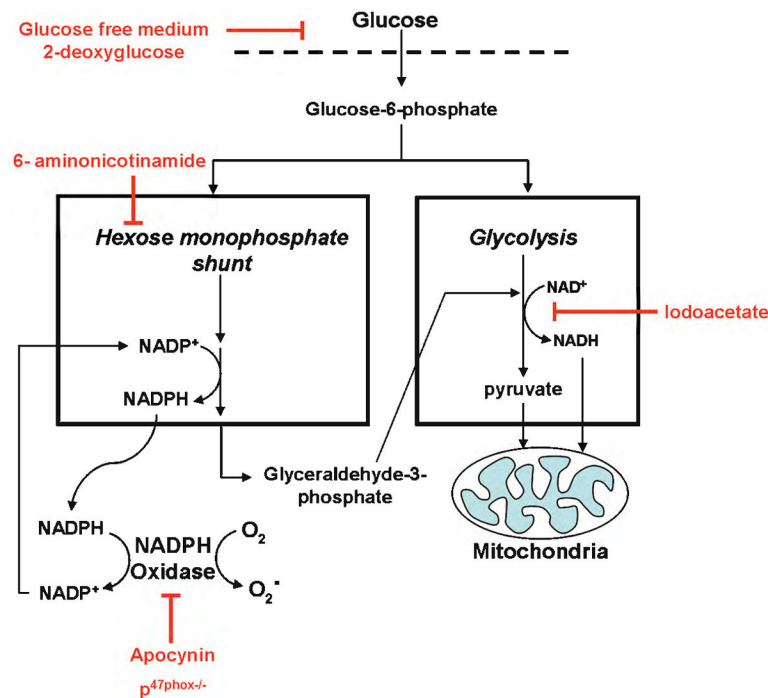 Glucose free medium
2-deoxyglucose
Glucose
Glucose-6-phosphate
6- aminonicotinamide
Hexose monophosphate
shunt
NADP⁺
NADPH
Glycolysis
NAD⁺
NADH
Iodoacetate
pyruvate
Glyceraldehyde-3-
phosphate
Mitochondria
NADPH
NADP⁺
NADPH
Oxidase
O₂
O₂˙
Apocynin
p⁴⁷ᵖʰᵒˣ⁻/⁻